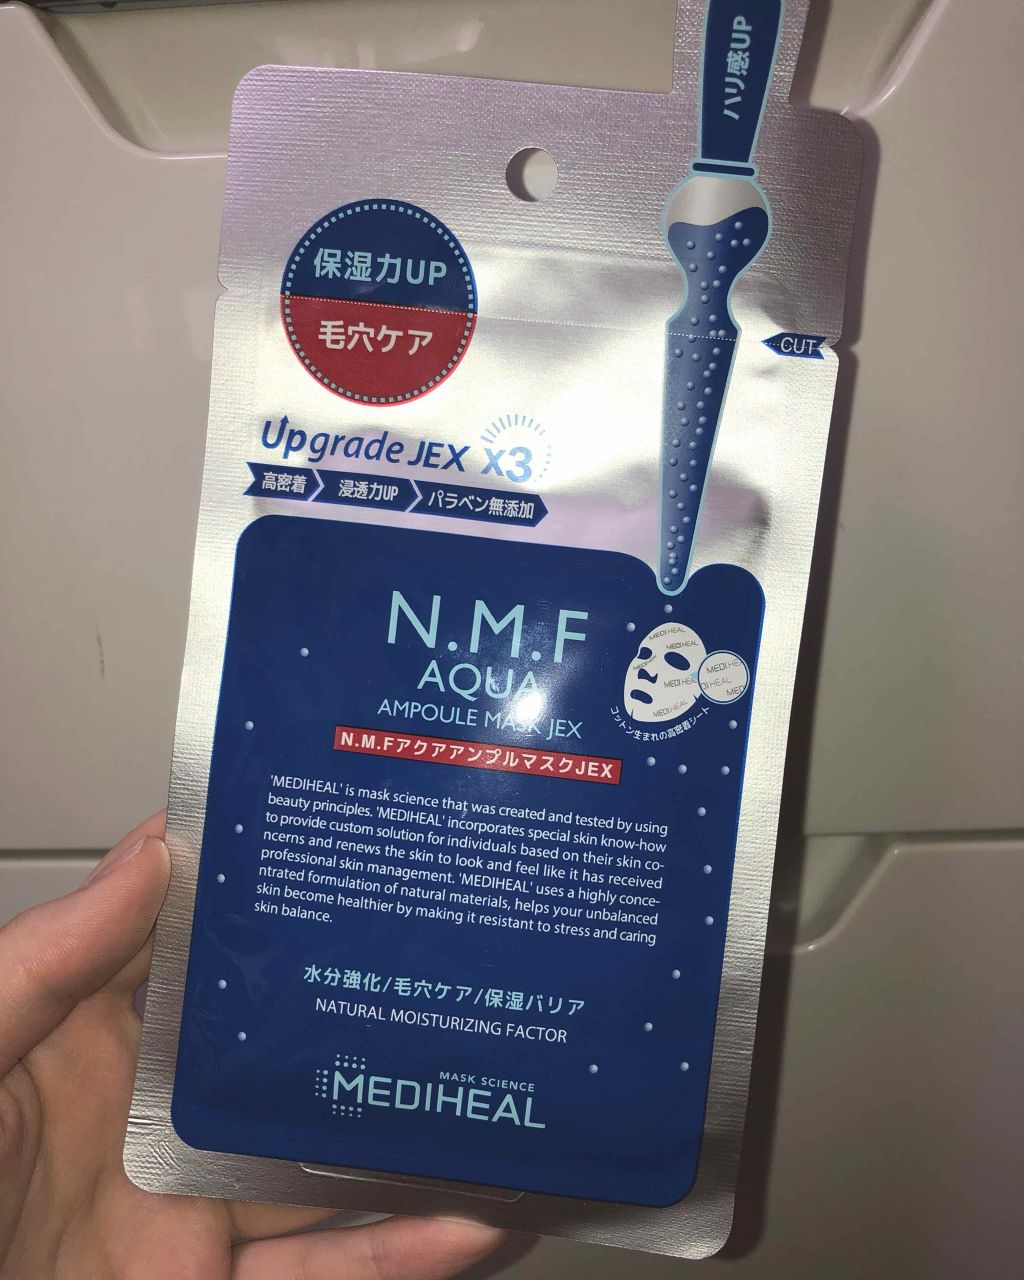 ハリ感UP
保湿力UP
毛穴ケア
CUT
Upgrade JEX x3
高密着 浸透力UP パラベン無添加
N.M.F
AQUA
AMPOULE MASK JEX
N.M.FアクアアンプルマスクJEX
MEDIHEAL
MEDIHEAL
MEDIHEAL
MEDIHEAL
MEDIHEAL
コットン生まれの高密着シート
'MEDIHEAL' is mask science that was created and tested by using
beauty principles. 'MEDIHEAL' incorporates special skin know-how
to provide custom solution for individuals based on their skin co-
ncerns and renews the skin to look and feel like it has received
professional skin management. 'MEDIHEAL' uses a highly conce-
ntrated formulation of natural materials, helps your unbalanced
skin become healthier by making it resistant to stress and caring
skin balance.
水分強化/毛穴ケア/保湿バリア
NATURAL MOISTURIZING FACTOR
MASK SCIENCE
MEDIHEAL